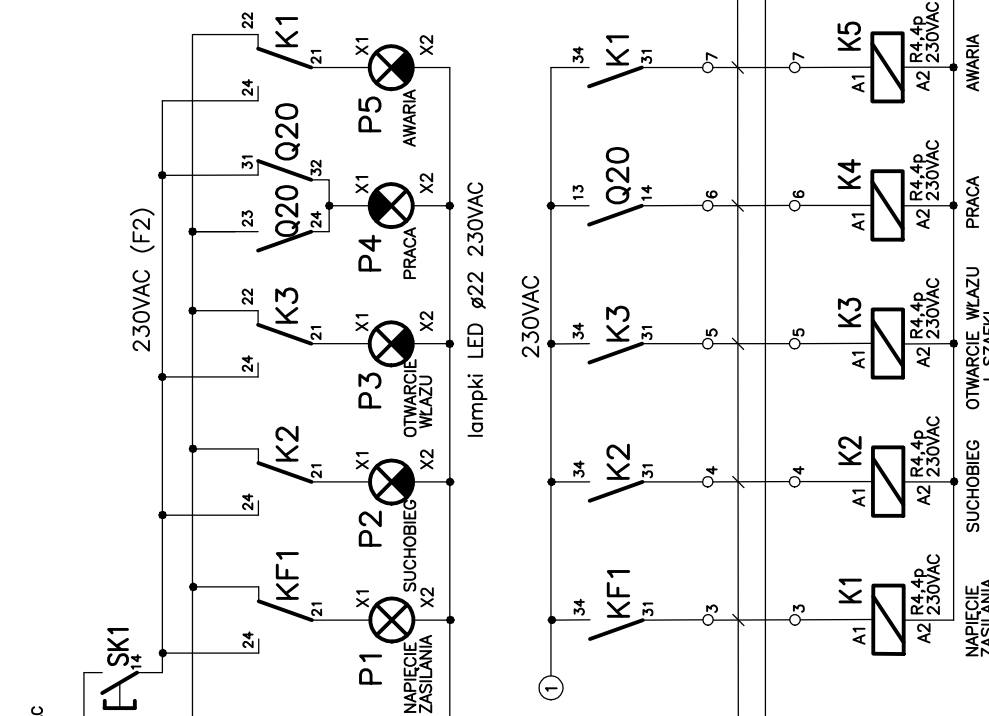 22
K1
21
24
X1
X2
P5
AWARIA
31
Q20
32
23
Q20
24
X1
X2
P4
PRACA
230VAC (F2)
22
K3
21
24
X1
X2
P3
OTWARCIE
WŁAZU
lampki LED ø22 230VAC
K2
21
24
X1
X2
P2
SUCHOBIEG
KF1
21
24
X1
X2
P1
NAPIĘCIE
ZASILANIA
SK1
14
34
K1
31
7
7
K5
A1
A2
R4,4p
230VAC
AWARIA
13
Q20
14
6
6
K4
A1
A2
R4,4p
230VAC
PRACA
230VAC
34
K3
31
5
5
K3
A1
A2
R4,4p
230VAC
OTWARCIE WŁAZU
34
K2
31
4
4
K2
A1
A2
R4,4p
230VAC
SUCHOBIEG
34
KF1
31
3
3
K1
A1
A2
R4,4p
230VAC
NAPIĘCIE
ZASILANIA
1